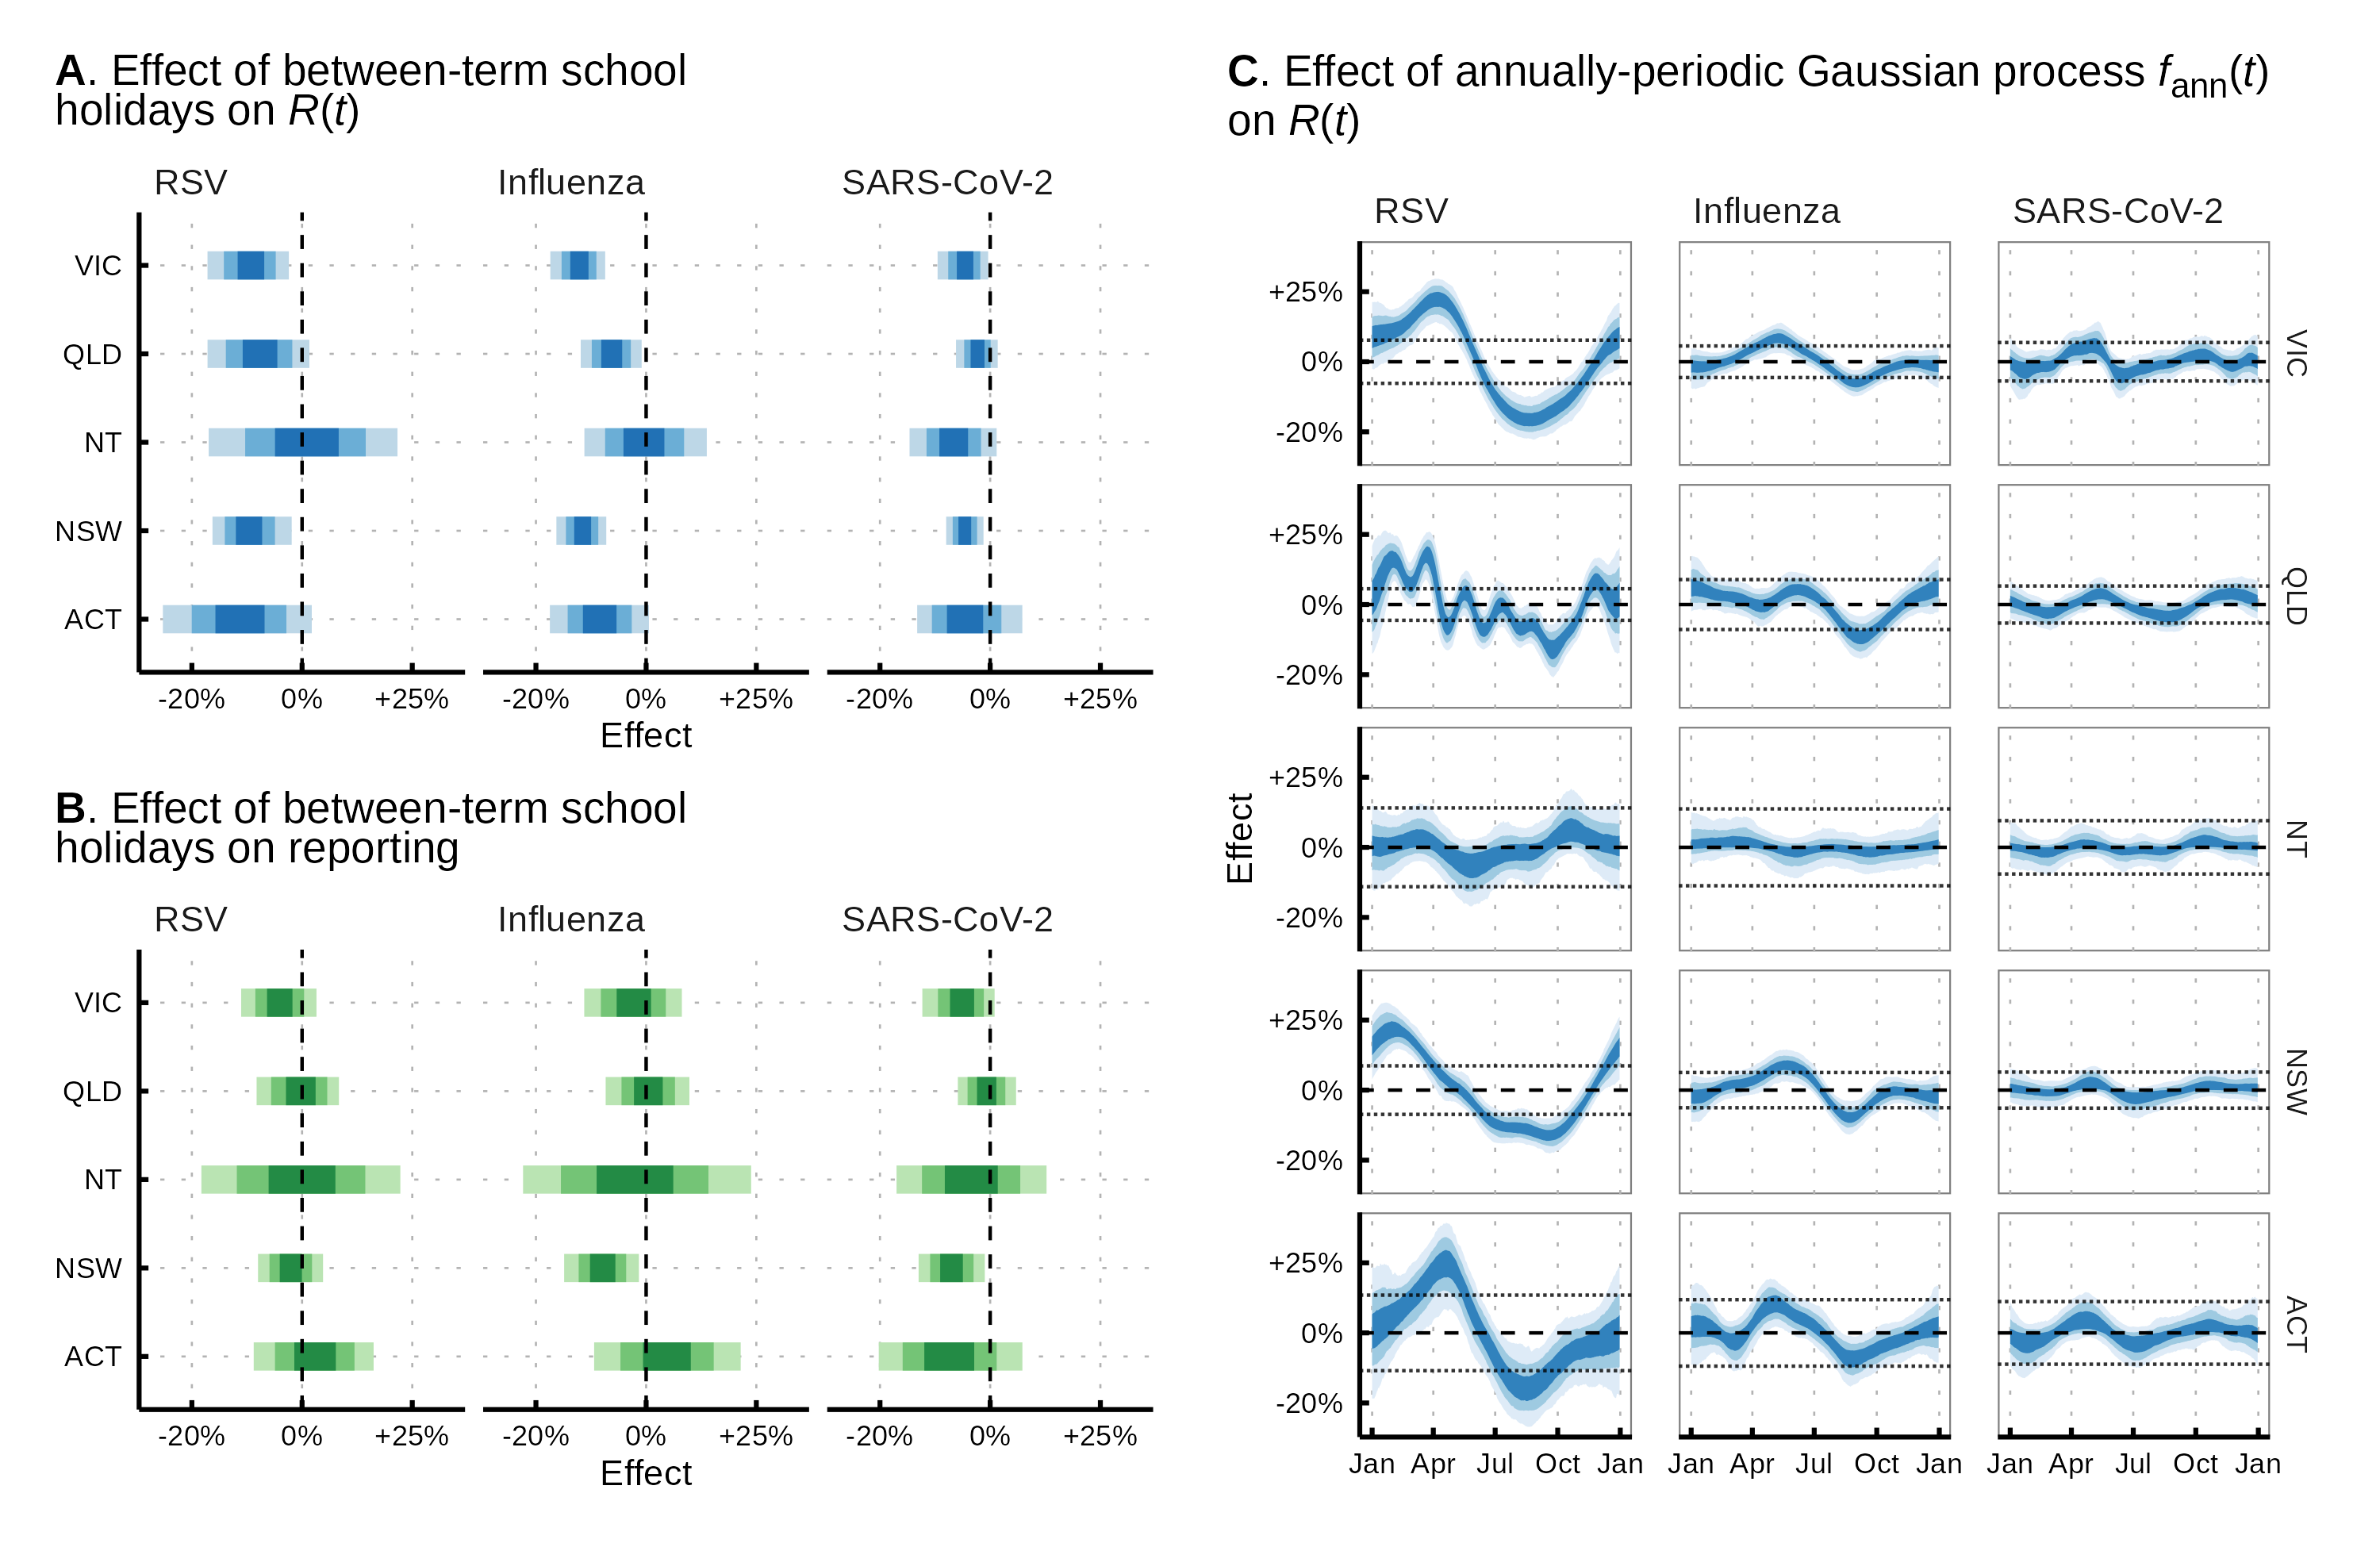 A. Effect of between-term school
holidays on R(t)
RSV
Influenza
SARS-CoV-2
VIC
QLD
NT
NSW
ACT
-20%
0%
+25%
-20%
0%
+25%
-20%
0%
+25%
Effect
B. Effect of between-term school
holidays on reporting
RSV
Influenza
SARS-CoV-2
VIC
QLD
NT
NSW
ACT
-20%
0%
+25%
-20%
0%
+25%
-20%
0%
+25%
Effect
C. Effect of annually-periodic Gaussian process fann(t)
on R(t)
RSV
Influenza
SARS-CoV-2
Effect
+25%
0%
-20%
VIC
+25%
0%
-20%
QLD
+25%
0%
-20%
NT
+25%
0%
-20%
NSW
+25%
0%
-20%
ACT
Jan Apr Jul Oct Jan
Jan Apr Jul Oct Jan
Jan Apr Jul Oct Jan